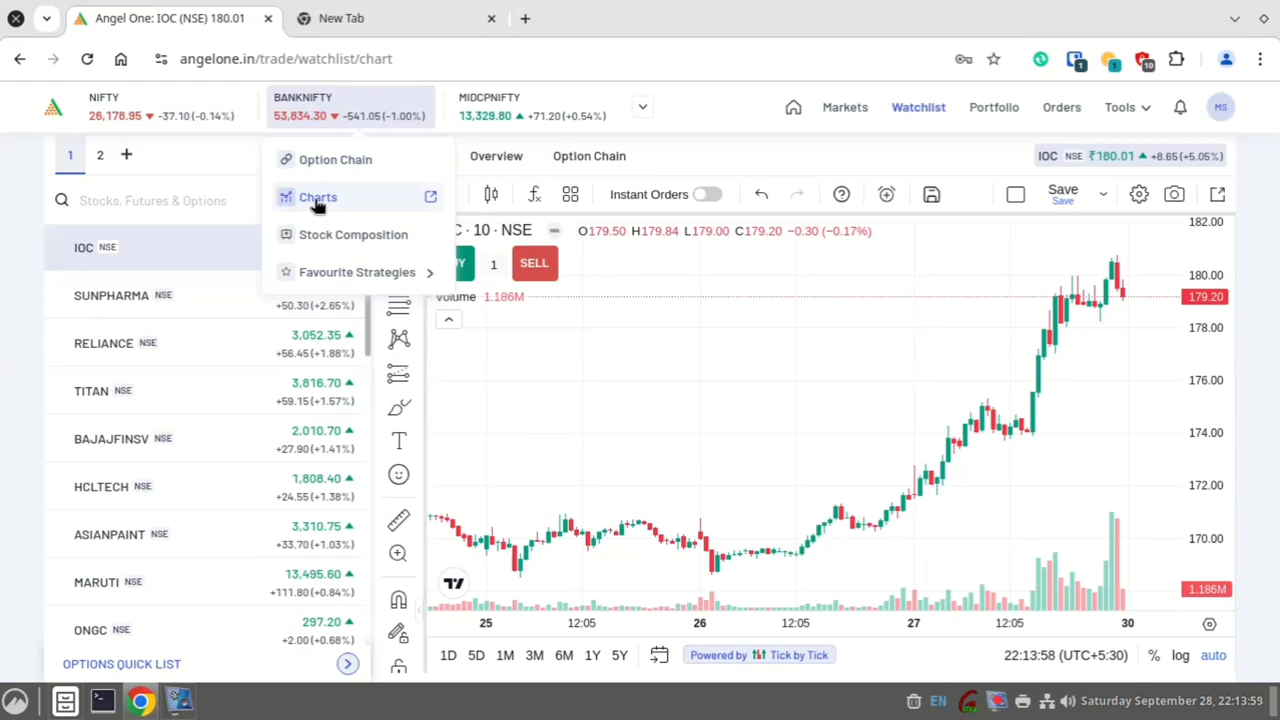 Angel One: IOC (NSE) 180.01
New Tab
angelone.in/trade/watchlist/chart
1
1
10
NIFTY
26,178.95 -37.10(-0.14%)
BANKNIFTY
53,834.30 -541.05(-1.00%)
MIDCPNIFTY
13,329.80 +71.20(+0.54%)
Markets
Watchlist
Portfolio
Orders
Tools
MS
1
2
Option Chain
Charts
Stock Composition
Favourite Strategies
Overview
Option Chain
IOC NSE ₹180.01 +8.65(+5.05%)
Stocks, Futures & Options
Instant Orders
Save
Save
IOC NSE
SUNPHARMA NSE
+50.30(+2.65%)
RELIANCE NSE
3,052.35
+56.45(+1.88%)
TITAN NSE
3,816.70
+59.15(+1.57%)
BAJAJFINSV NSE
2,010.70
+27.90(+1.41%)
HCLTECH NSE
1,808.40
+24.55(+1.38%)
ASIANPAINT NSE
3,310.75
+33.70(+1.03%)
MARUTI NSE
13,495.60
+111.80(+0.84%)
ONGC NSE
297.20
+2.00(+0.68%)
OPTIONS QUICK LIST
C · 10 · NSE O179.50 H179.84 L179.00 C179.20 −0.30 (−0.17%)
Y 1 SELL
Volume 1.186M
182.00
180.00
179.20
178.00
176.00
174.00
172.00
170.00
1.186M
25 12:05 26 12:05 27 12:05 30
1D 5D 1M 3M 6M 1Y 5Y
Powered by Tick by Tick
22:13:58 (UTC+5:30) % log auto
EN
Saturday September 28, 22:13:59